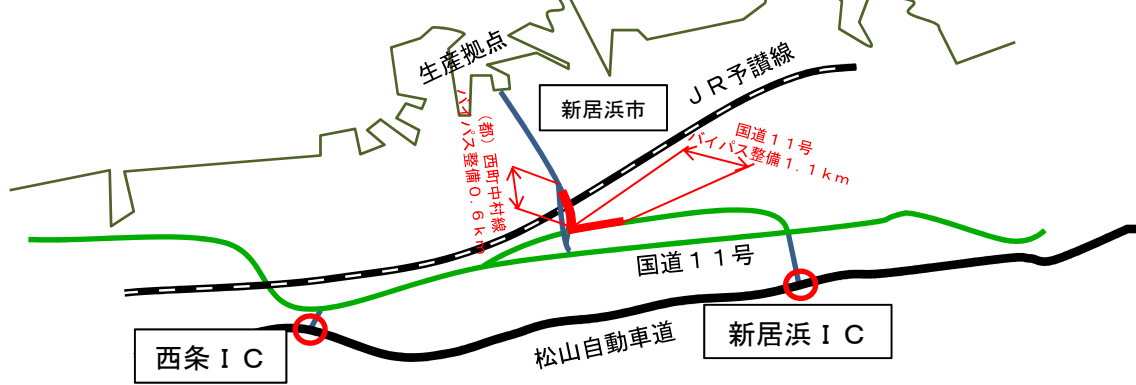 生産拠点
新居浜市
ＪＲ予讃線
(都) 西町中村線
バイパス整備０.６ｋｍ
国道１１号
バイパス整備１.１ｋｍ
国道１１号
西条ＩＣ
松山自動車道
新居浜ＩＣ